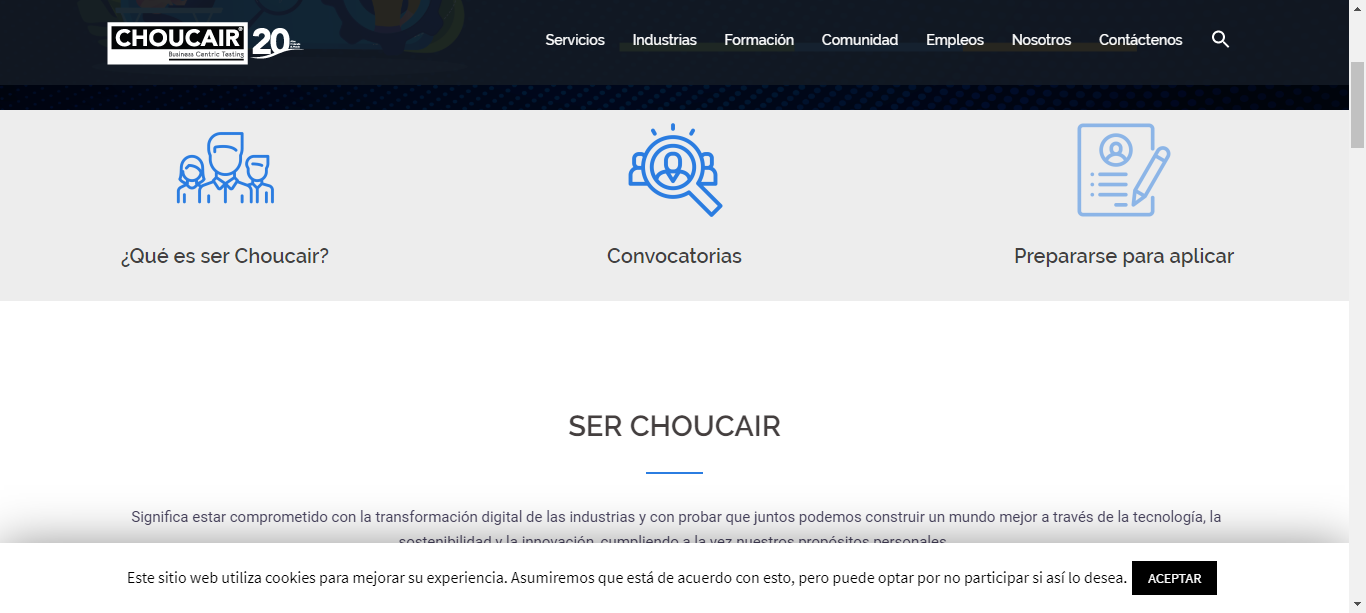 CHOUCAIR
Business Centric Testing
20
Servicios Industrias Formación Comunidad Empleos Nosotros Contáctenos
¿Qué es ser Choucair? Convocatorias Prepararse para aplicar
SER CHOUCAIR
Significa estar comprometido con la transformación digital de las industrias y con probar que juntos podemos construir un mundo mejor a través de la tecnología, la
sostenibilidad y la innovación, cumpliendo a la vez nuestros propósitos personales.
Este sitio web utiliza cookies para mejorar su experiencia. Asumiremos que está de acuerdo con esto, pero puede optar por no participar si así lo desea. ACEPTAR